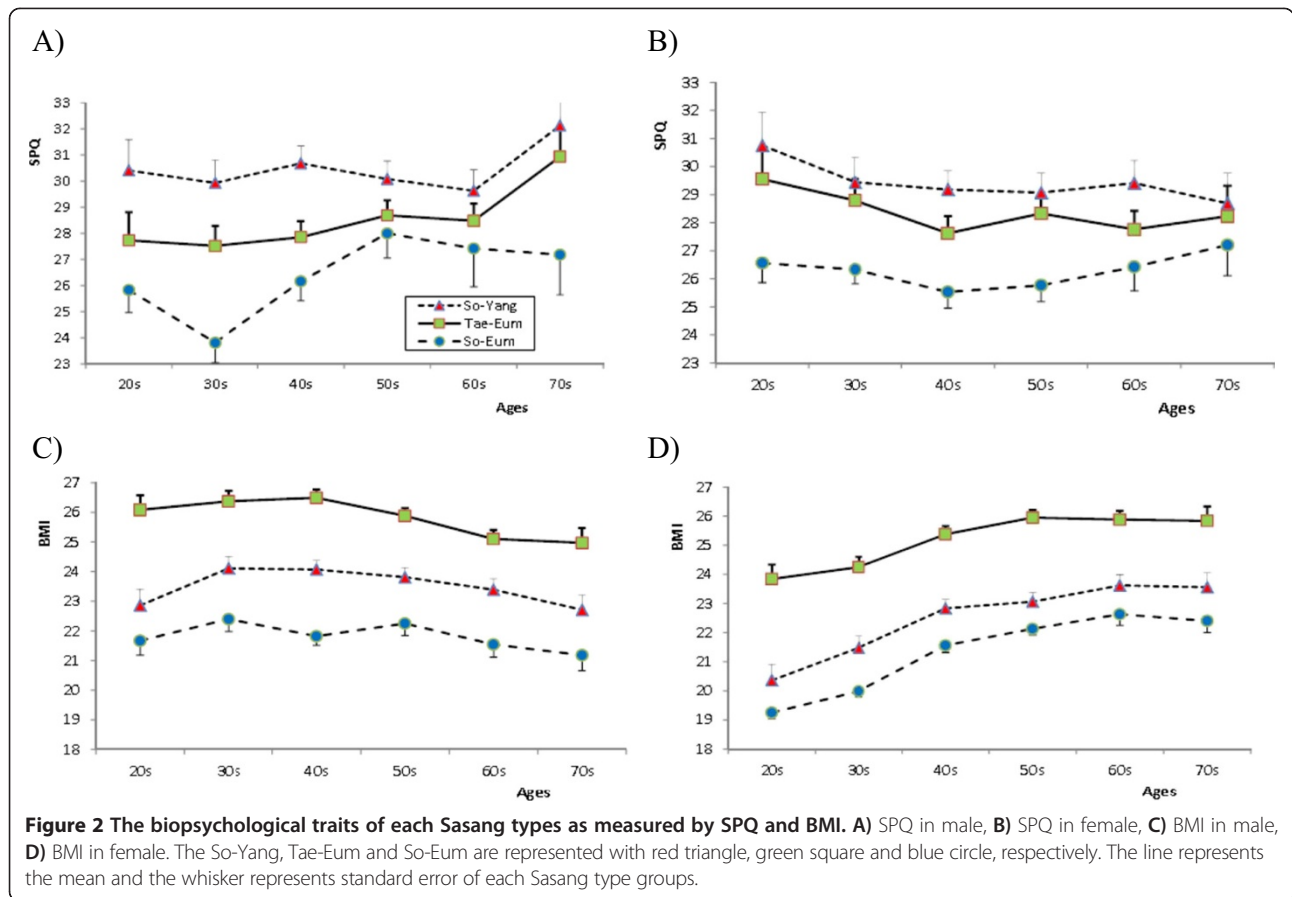 A)
B)
33
32
31
30
29
28
27
26
25
24
23
SPQ
20s 30s 40s 50s 60s 70s
Ages
So-Yang
Tae-Eum
So-Eum
33
32
31
30
29
28
27
26
25
24
23
SPQ
20s 30s 40s 50s 60s 70s
Ages
C)
D)
27
26
25
24
23
22
21
20
19
18
BMI
20s 30s 40s 50s 60s 70s
Ages
27
26
25
24
23
22
21
20
19
18
BMI
20s 30s 40s 50s 60s 70s
Ages
Figure 2 The biopsychological traits of each Sasang types as measured by SPQ and BMI. A) SPQ in male, B) SPQ in female, C) BMI in male,
D) BMI in female. The So-Yang, Tae-Eum and So-Eum are represented with red triangle, green square and blue circle, respectively. The line represents
the mean and the whisker represents standard error of each Sasang type groups.